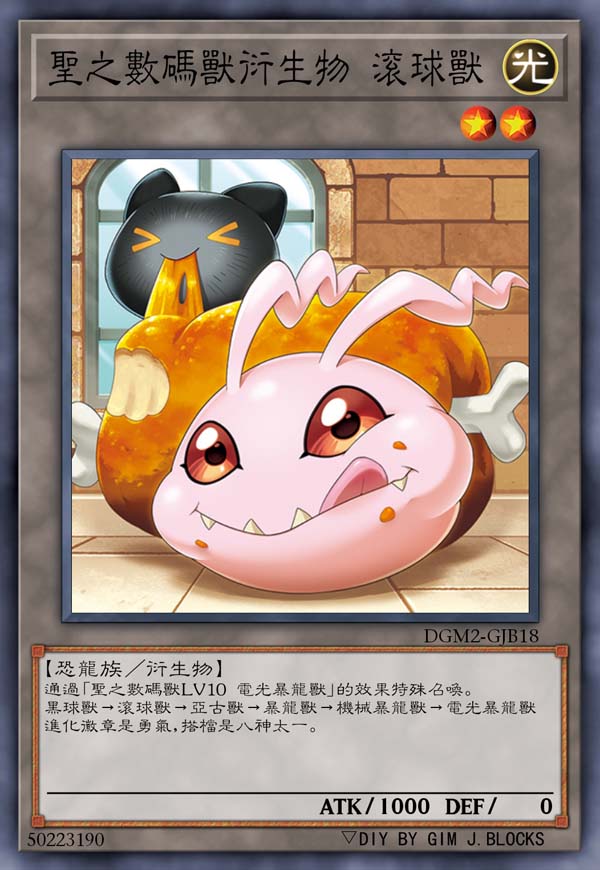 聖之數碼獸衍生物 滾球獸
光
DGM2-GJB18
【恐龍族／衍生物】
通過「聖之數碼獸LV10 電光暴龍獸」的效果特殊召喚。
黑球獸→滾球獸→亞古獸→暴龍獸→機械暴龍獸→電光暴龍獸
進化徽章是勇氣,搭檔是八神太一。
ATK/1000 DEF/ 0
50223190 ▽DIY BY GIM J.BLOCKS